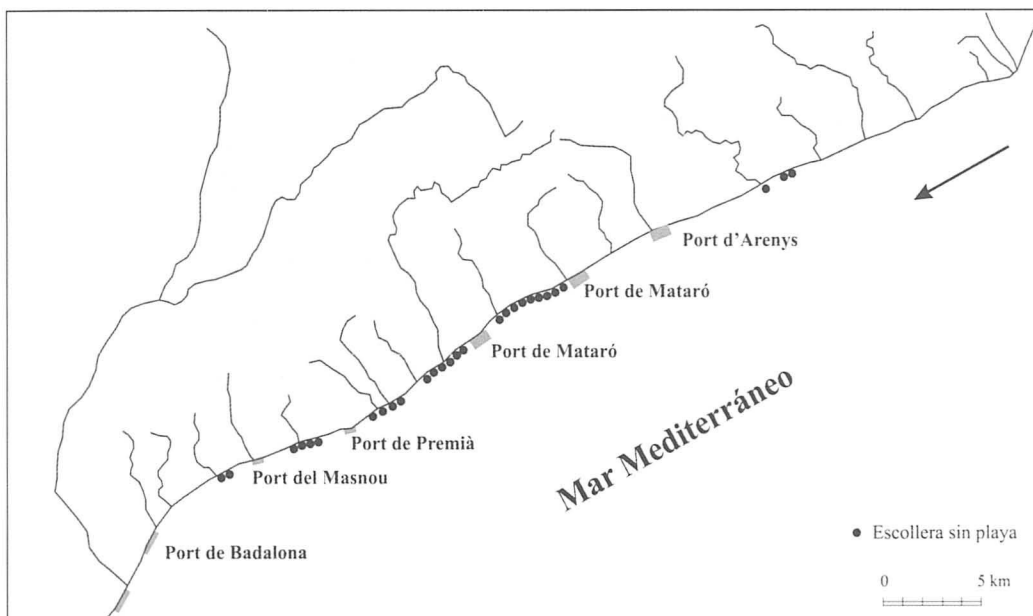 Port d'Arenys
Port de Mataró
Port de Mataró
Port de Premià
Port del Masnou
Port de Badalona
Mar Mediterráneo
Escollera sin playa
0 5 km